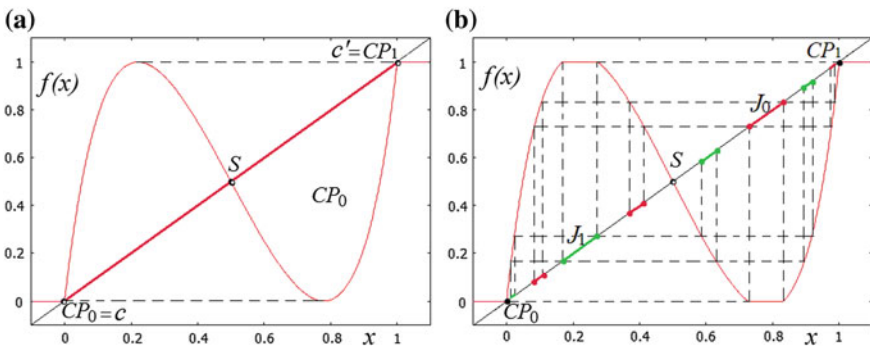 (a)
c′=CP₁
f(x)
1
0.8
0.6
0.4
0.2
0
S
CP₀
CP₀=c
0 0.2 0.4 0.6 x 0.8 1
(b)
CP₁
f(x)
1
0.8
0.6
0.4
0.2
0
J₀
S
J₁
CP₀
0 0.2 0.4 0.6 0.8 x 1